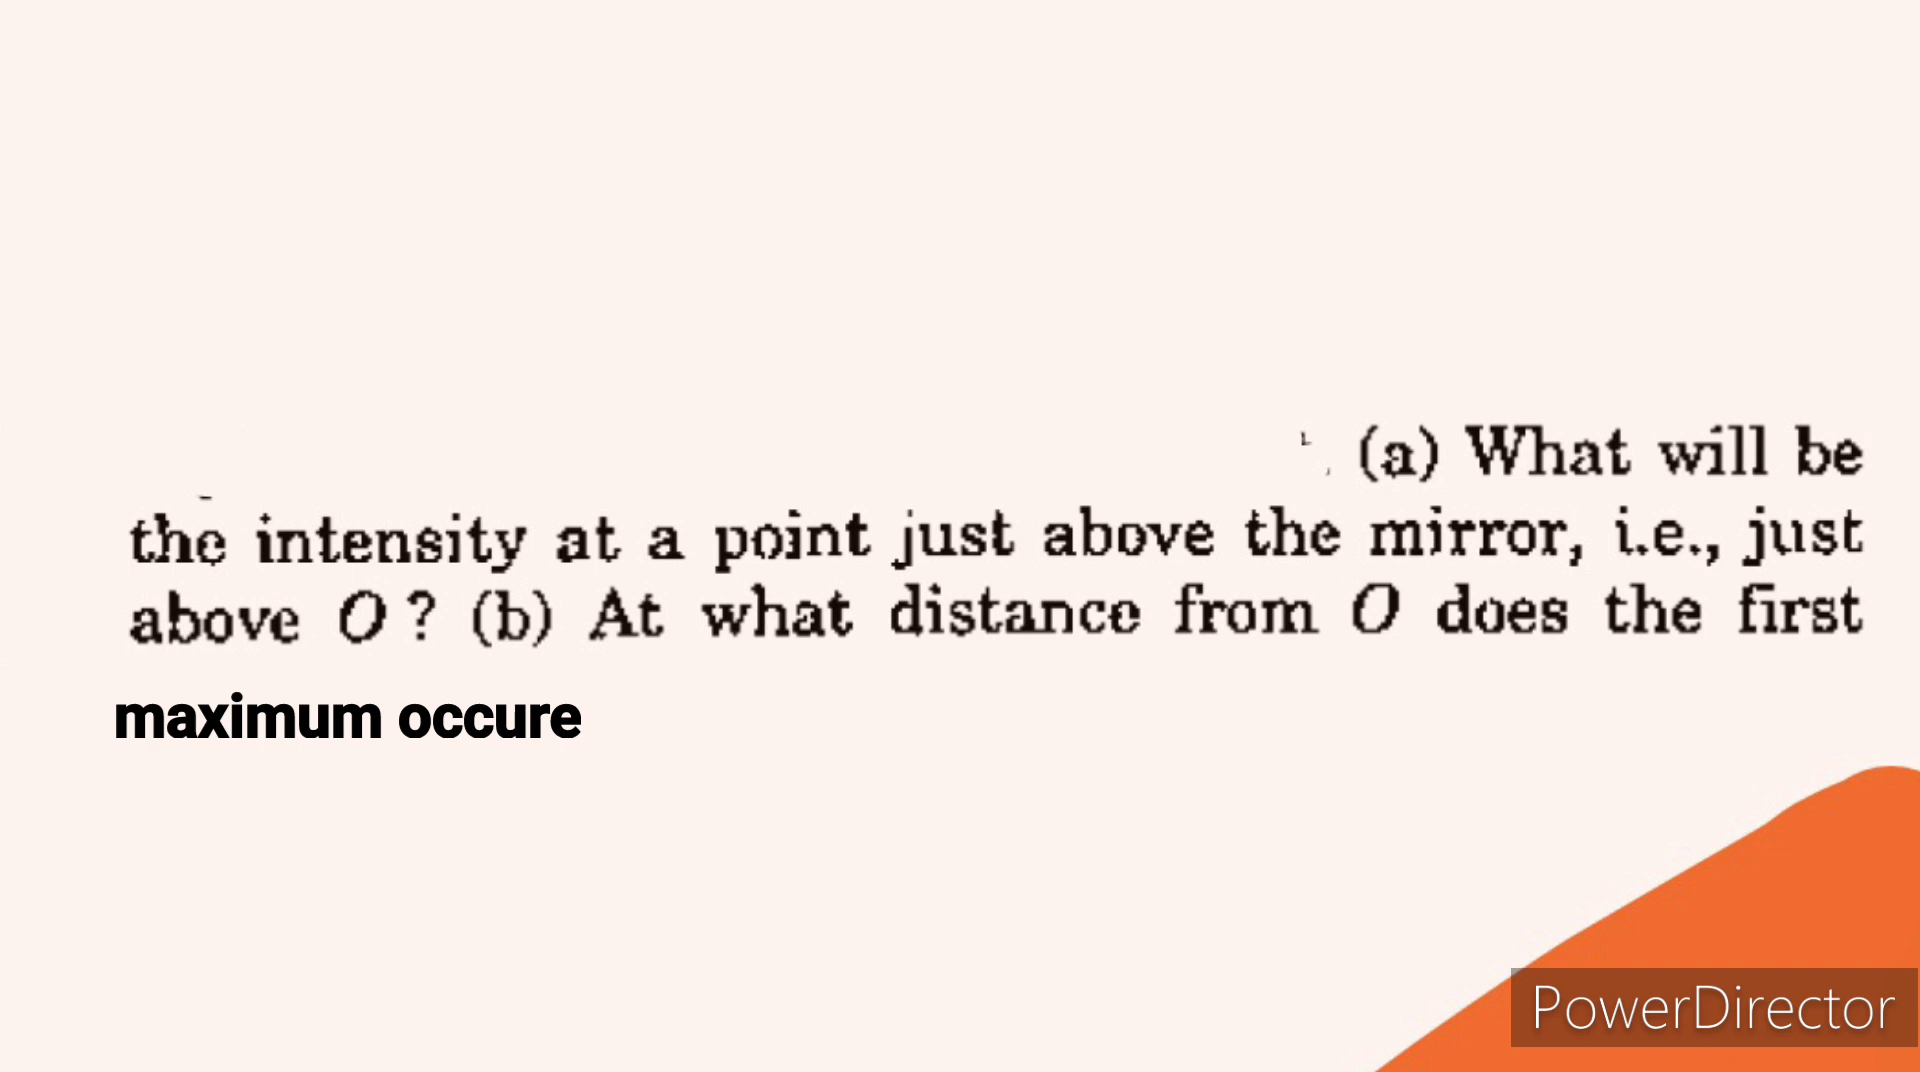 (a) What will be
the intensity at a point just above the mirror, i.e., just
above O ? (b) At what distance from O does the first
maximum occure
PowerDirector